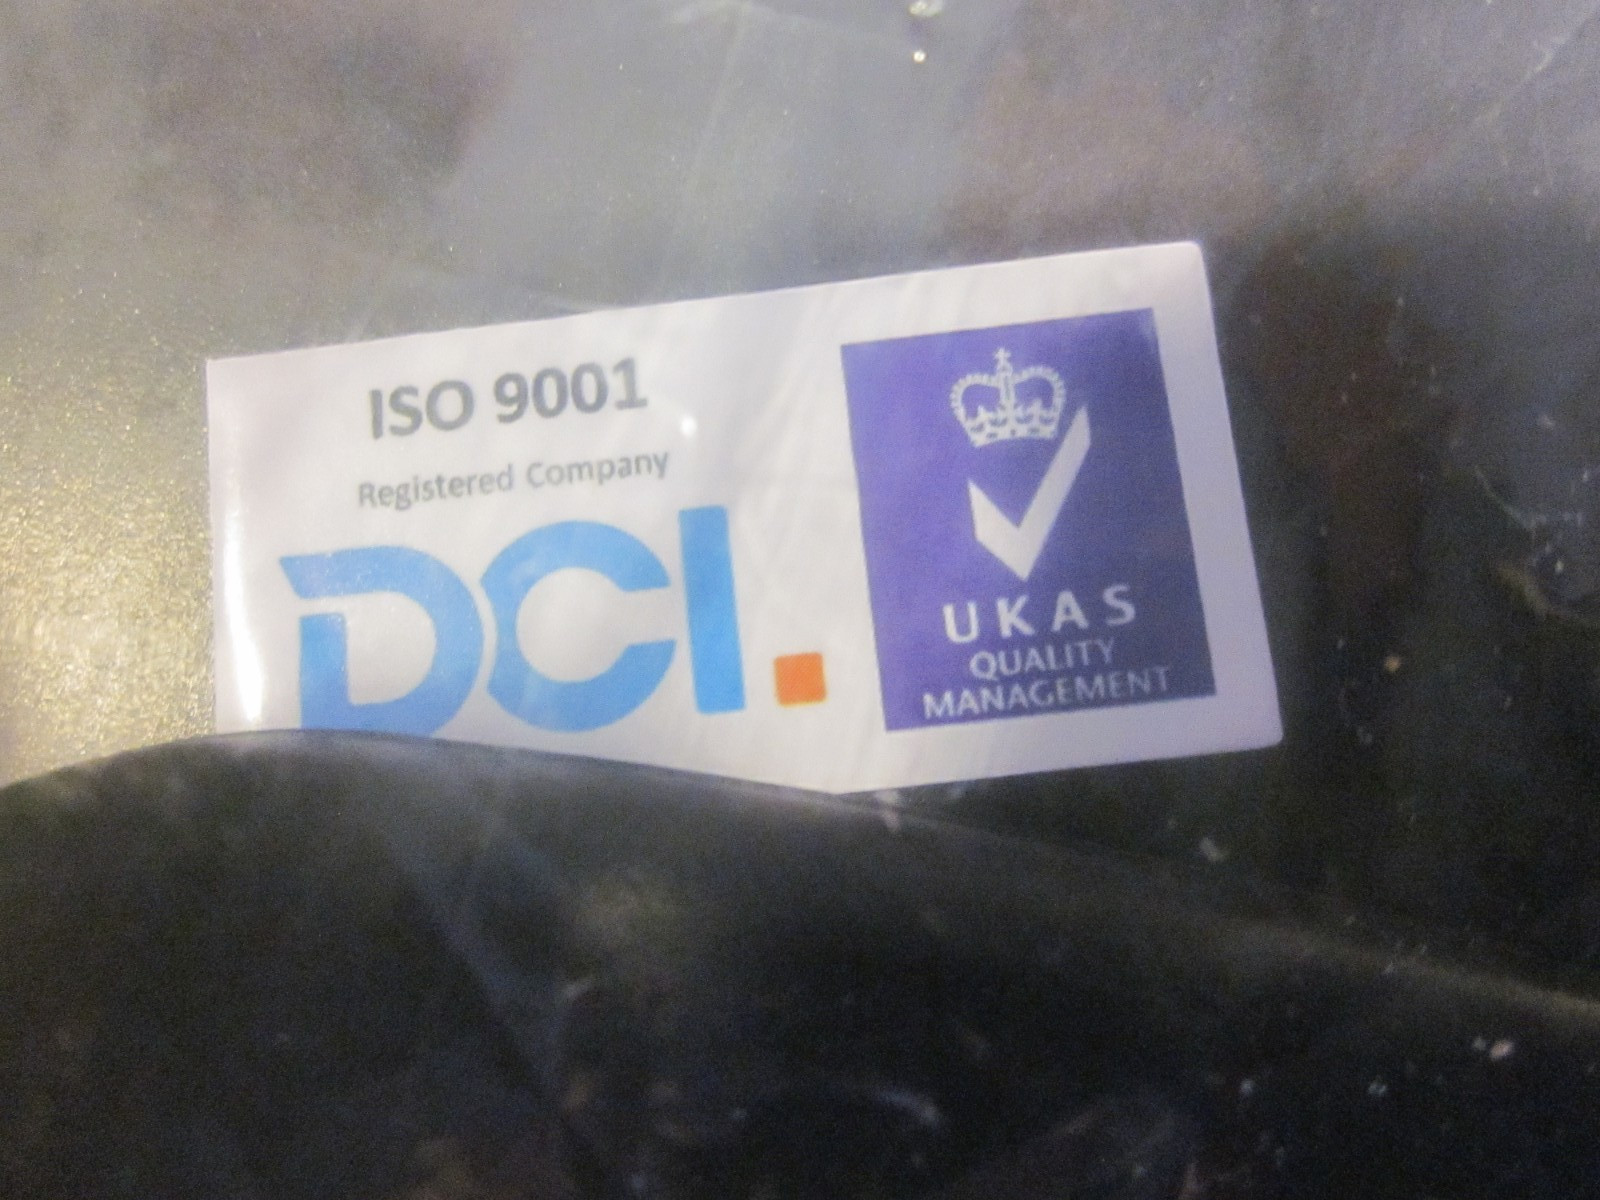 ISO 9001
Registered Company
DCI.
UKAS
QUALITY
MANAGEMENT